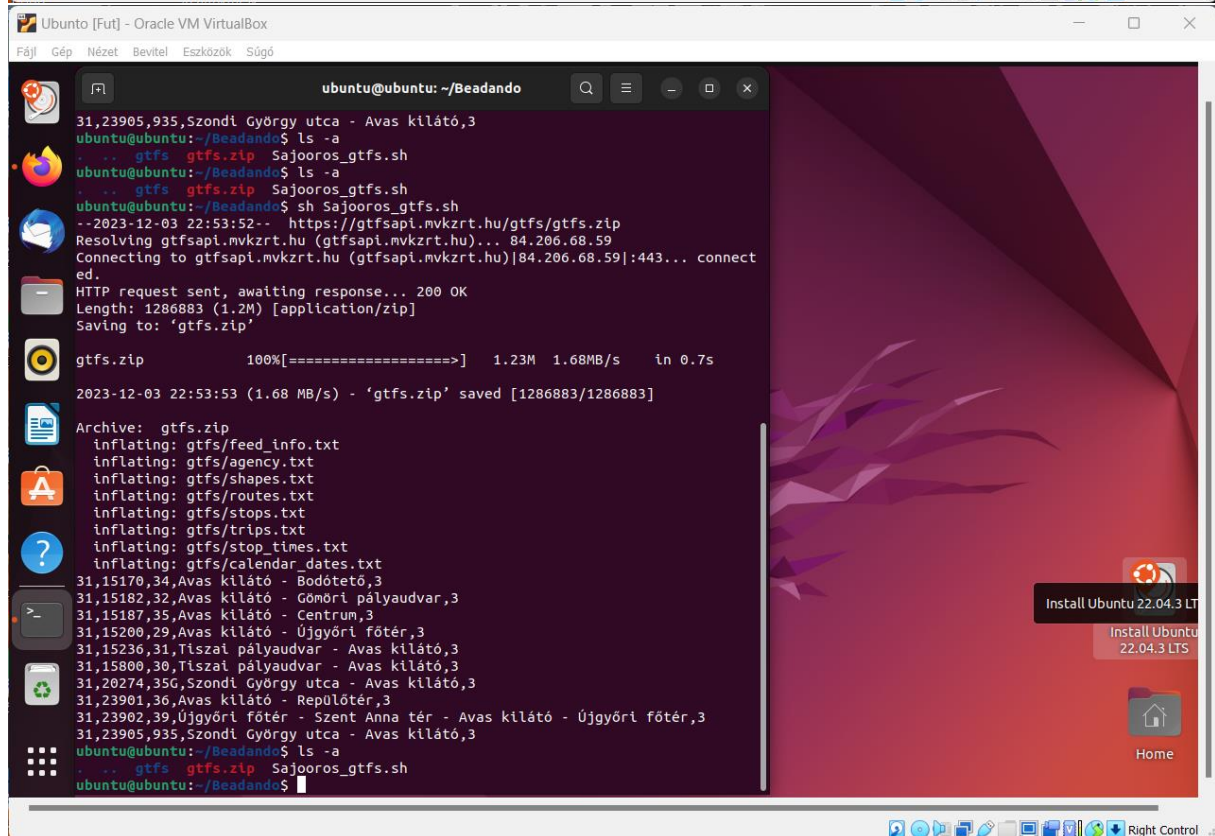 Ubunto [Fut] - Oracle VM VirtualBox
Fájl Gép Nézet Bevitel Eszközök Súgó
ubuntu@ubuntu: ~/Beadando
31,23905,935,Szondi György utca - Avas kilátó,3
ubuntu@ubuntu:~/Beadando$ ls -a
. .. gtfs gtfs.zip Sajooros_gtfs.sh
ubuntu@ubuntu:~/Beadando$ ls -a
. .. gtfs gtfs.zip Sajooros_gtfs.sh
ubuntu@ubuntu:~/Beadando$ sh Sajooros_gtfs.sh
--2023-12-03 22:53:52-- https://gtfsapi.mvkzrt.hu/gtfs/gtfs.zip
Resolving gtfsapi.mvkzrt.hu (gtfsapi.mvkzrt.hu)... 84.206.68.59
Connecting to gtfsapi.mvkzrt.hu (gtfsapi.mvkzrt.hu)|84.206.68.59|:443... connect
ed.
HTTP request sent, awaiting response... 200 OK
Length: 1286883 (1.2M) [application/zip]
Saving to: ‘gtfs.zip’
gtfs.zip 100%[===================>] 1.23M 1.68MB/s in 0.7s
2023-12-03 22:53:53 (1.68 MB/s) - ‘gtfs.zip’ saved [1286883/1286883]
Archive: gtfs.zip
inflating: gtfs/feed_info.txt
inflating: gtfs/agency.txt
inflating: gtfs/shapes.txt
inflating: gtfs/routes.txt
inflating: gtfs/stops.txt
inflating: gtfs/trips.txt
inflating: gtfs/stop_times.txt
inflating: gtfs/calendar_dates.txt
31,15170,34,Avas kilátó - Bodótető,3
31,15182,32,Avas kilátó - Gömöri pályaudvar,3
31,15187,35,Avas kilátó - Centrum,3
31,15200,29,Avas kilátó - Újgyőri főtér,3
31,15236,31,Tiszai pályaudvar - Avas kilátó,3
31,15800,30,Tiszai pályaudvar - Avas kilátó,3
31,20274,35G,Szondi György utca - Avas kilátó,3
31,23901,36,Avas kilátó - Repülőtér,3
31,23902,39,Újgyőri főtér - Szent Anna tér - Avas kilátó - Újgyőri főtér,3
31,23905,935,Szondi György utca - Avas kilátó,3
ubuntu@ubuntu:~/Beadando$ ls -a
. .. gtfs gtfs.zip Sajooros_gtfs.sh
ubuntu@ubuntu:~/Beadando$
Install Ubuntu 22.04.3 LT
Install Ubuntu
22.04.3 LTS
Home
Right Control